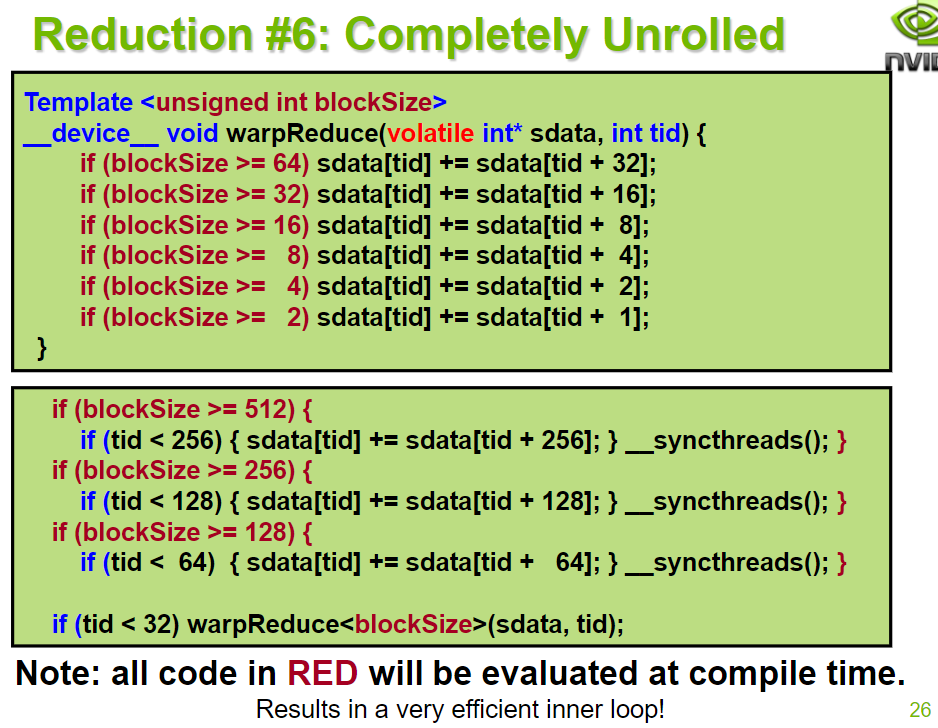 Reduction #6: Completely Unrolled
Template <unsigned int blockSize>
__device__ void warpReduce(volatile int* sdata, int tid) {
if (blockSize >= 64) sdata[tid] += sdata[tid + 32];
if (blockSize >= 32) sdata[tid] += sdata[tid + 16];
if (blockSize >= 16) sdata[tid] += sdata[tid + 8];
if (blockSize >= 8) sdata[tid] += sdata[tid + 4];
if (blockSize >= 4) sdata[tid] += sdata[tid + 2];
if (blockSize >= 2) sdata[tid] += sdata[tid + 1];
}
if (blockSize >= 512) {
if (tid < 256) { sdata[tid] += sdata[tid + 256]; } __syncthreads(); }
if (blockSize >= 256) {
if (tid < 128) { sdata[tid] += sdata[tid + 128]; } __syncthreads(); }
if (blockSize >= 128) {
if (tid < 64) { sdata[tid] += sdata[tid + 64]; } __syncthreads(); }
if (tid < 32) warpReduce<blockSize>(sdata, tid);
Note: all code in RED will be evaluated at compile time.
Results in a very efficient inner loop!
26